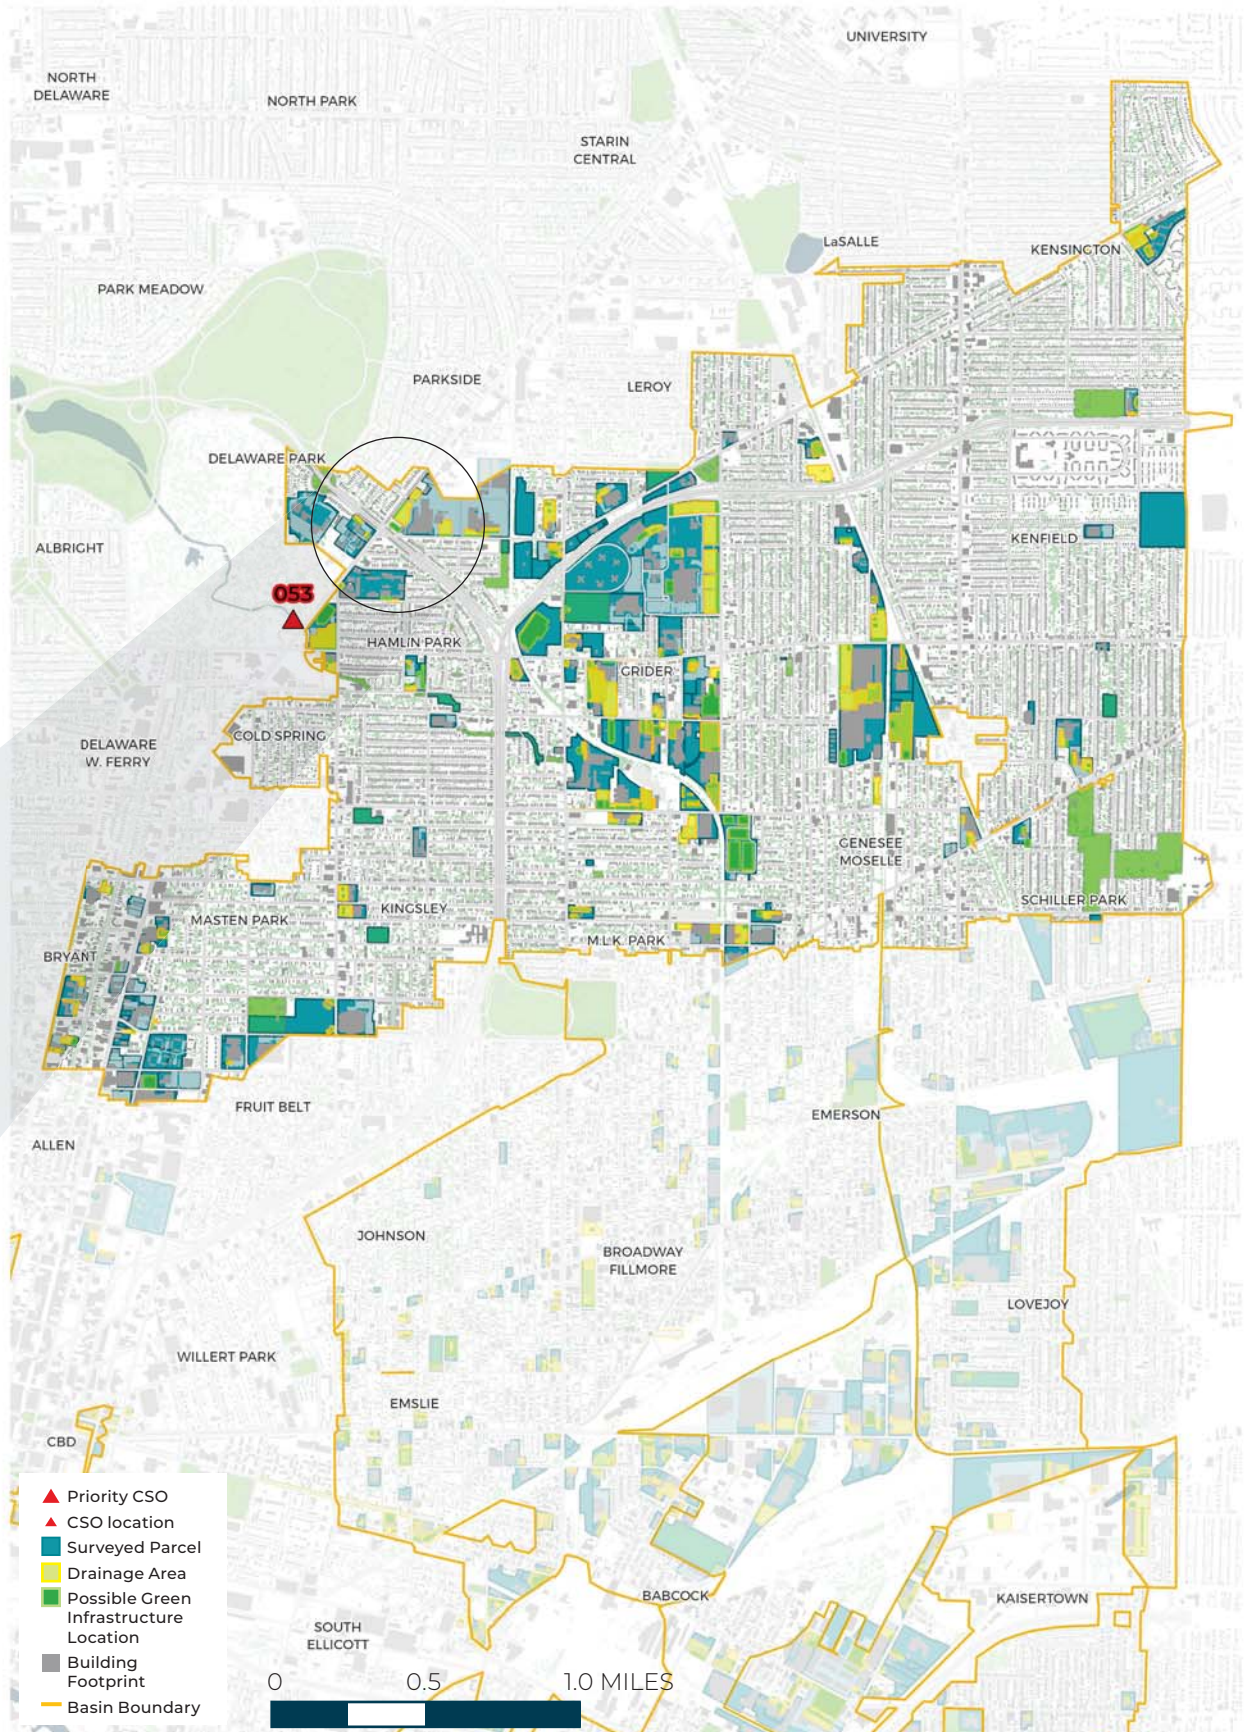 UNIVERSITY
NORTH
DELAWARE
NORTH PARK
STARIN
CENTRAL
LaSALLE
KENSINGTON
PARK MEADOW
PARKSIDE
LEROY
DELAWARE PARK
ALBRIGHT
KENFIELD
053
HAMLIN PARK
GRIDER
COLD SPRING
DELAWARE
W. FERRY
GENESEE
MOSELLE
SCHILLER PARK
KINGSLEY
MASTEN PARK
M.L.K. PARK
BRYANT
FRUIT BELT
EMERSON
ALLEN
JOHNSON
BROADWAY
FILLMORE
LOVEJOY
WILLERT PARK
EMSLIE
CBD
BABCOCK
KAISERTOWN
SOUTH
ELLICOTT
Priority CSO
CSO location
Surveyed Parcel
Drainage Area
Possible Green
Infrastructure
Location
Building
Footprint
Basin Boundary
0 0.5 1.0 MILES